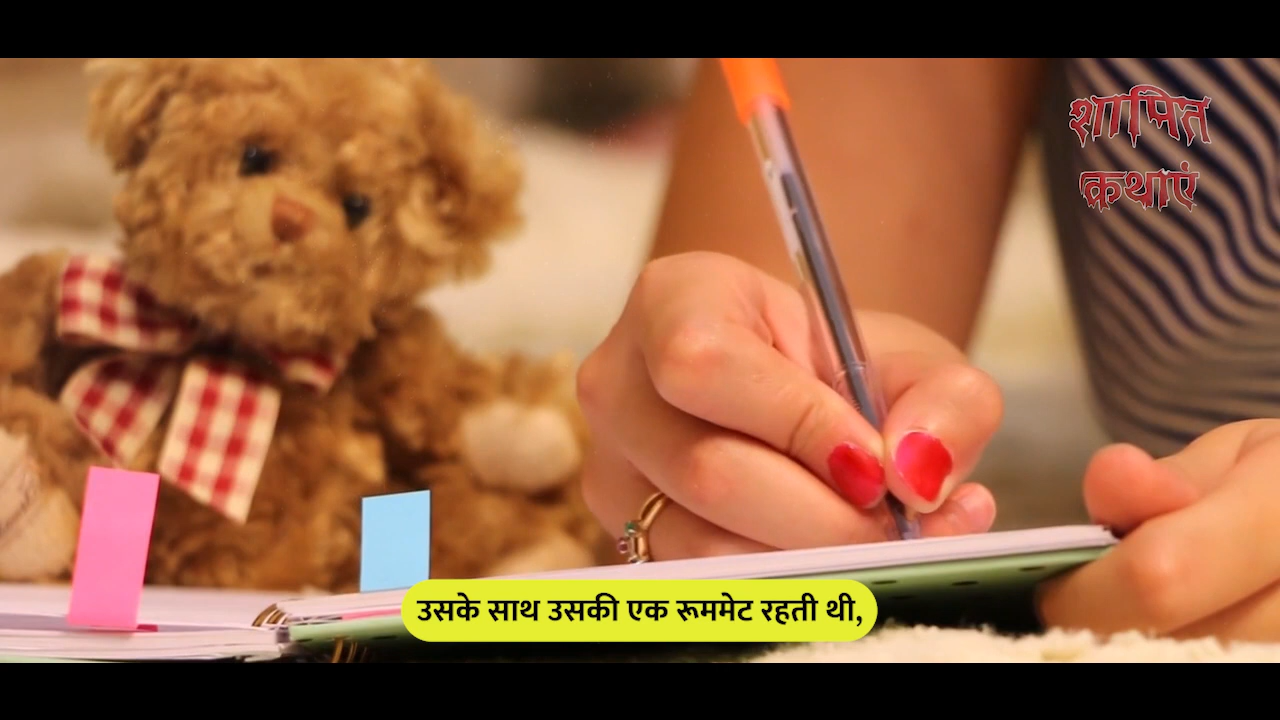 शापित
कथाएं
उसके साथ उसकी एक रूममेट रहती थी,